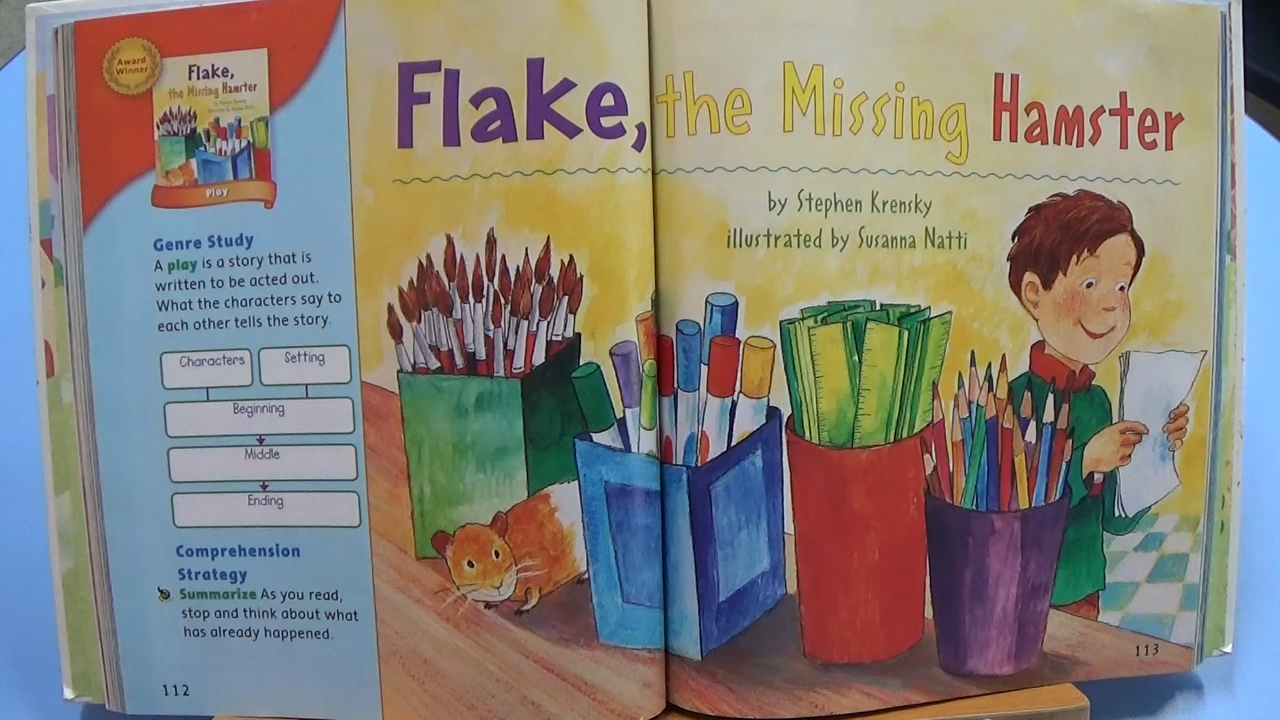 Award
Winner
Flake,
the Missing Hamster
Play
Genre Study
A play is a story that is
written to be acted out.
What the characters say to
each other tells the story.
Characters
Setting
Beginning
Middle
Ending
Comprehension
Strategy
Summarize As you read,
stop and think about what
has already happened.
112
Flake, the Missing Hamster
by Stephen Krensky
illustrated by Susanna Natti
113